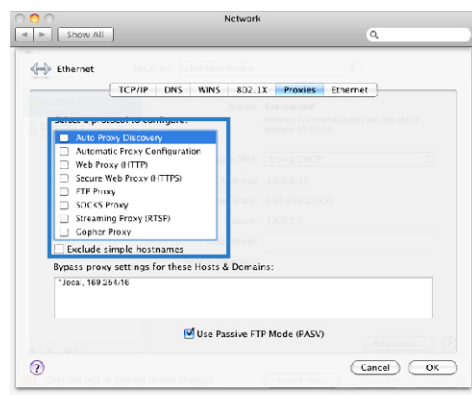 Network
Show All
Ethernet
TCP/IP DNS WINS 802.1X Proxies Ethernet
Select a protocol to configure:
Auto Proxy Discovery
Automatic Proxy Configuration
Web Proxy (HTTP)
Secure Web Proxy (HTTPS)
FTP Proxy
SOCKS Proxy
Streaming Proxy (RTSP)
Gopher Proxy
Exclude simple hostnames
Bypass proxy settings for these Hosts & Domains:
*.local, 169.254/16
Use Passive FTP Mode (PASV)
? Cancel OK